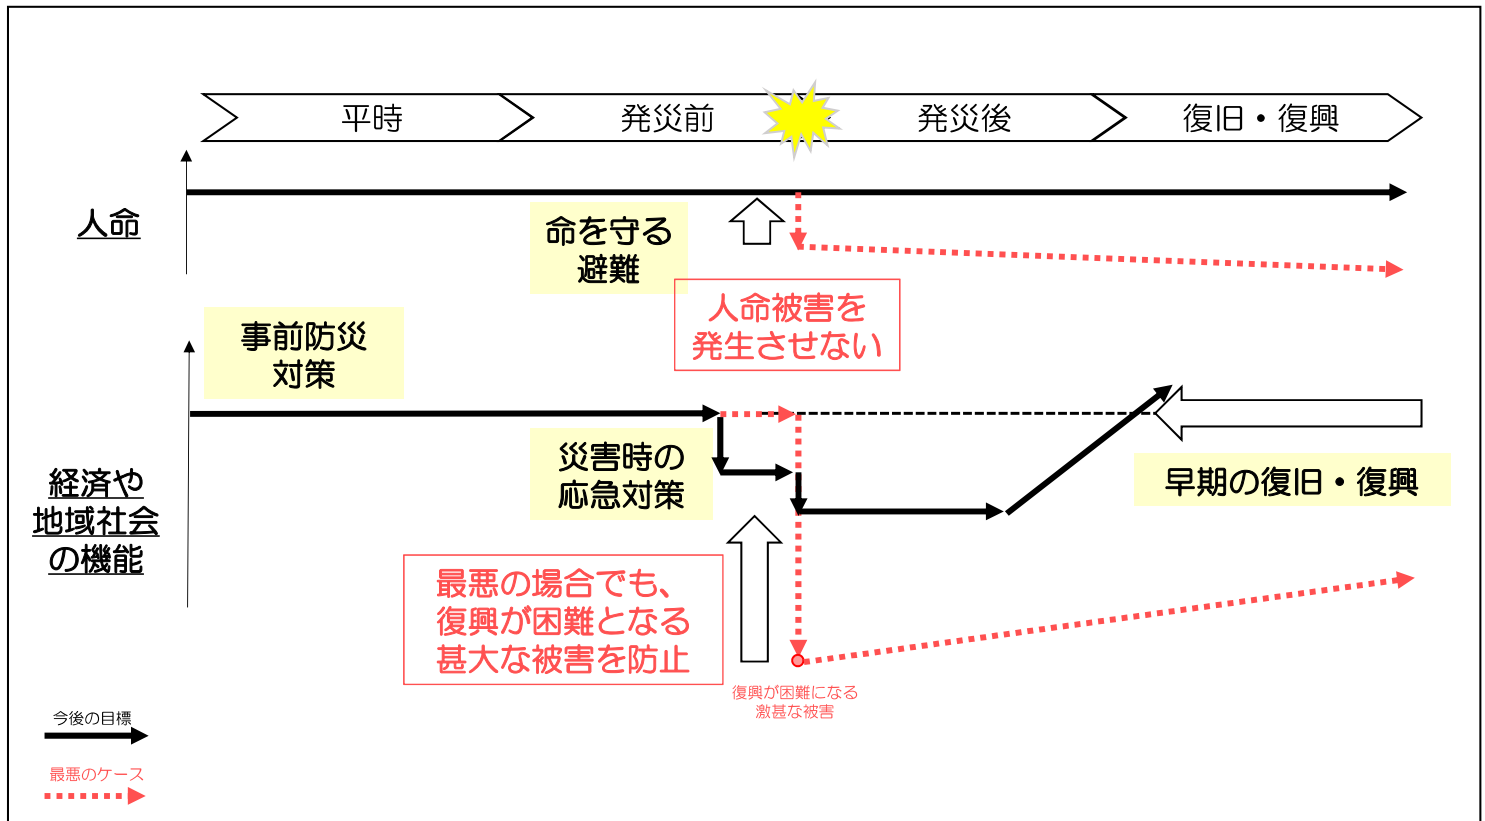 平時
発災前
発災後
復旧・復興
人命
命を守る
避難
人命被害を
発生させない
事前防災
対策
経済や
地域社会
の機能
災害時の
応急対策
早期の復旧・復興
最悪の場合でも、
復興が困難となる
甚大な被害を防止
復興が困難になる
激甚な被害
今後の目標
最悪のケース